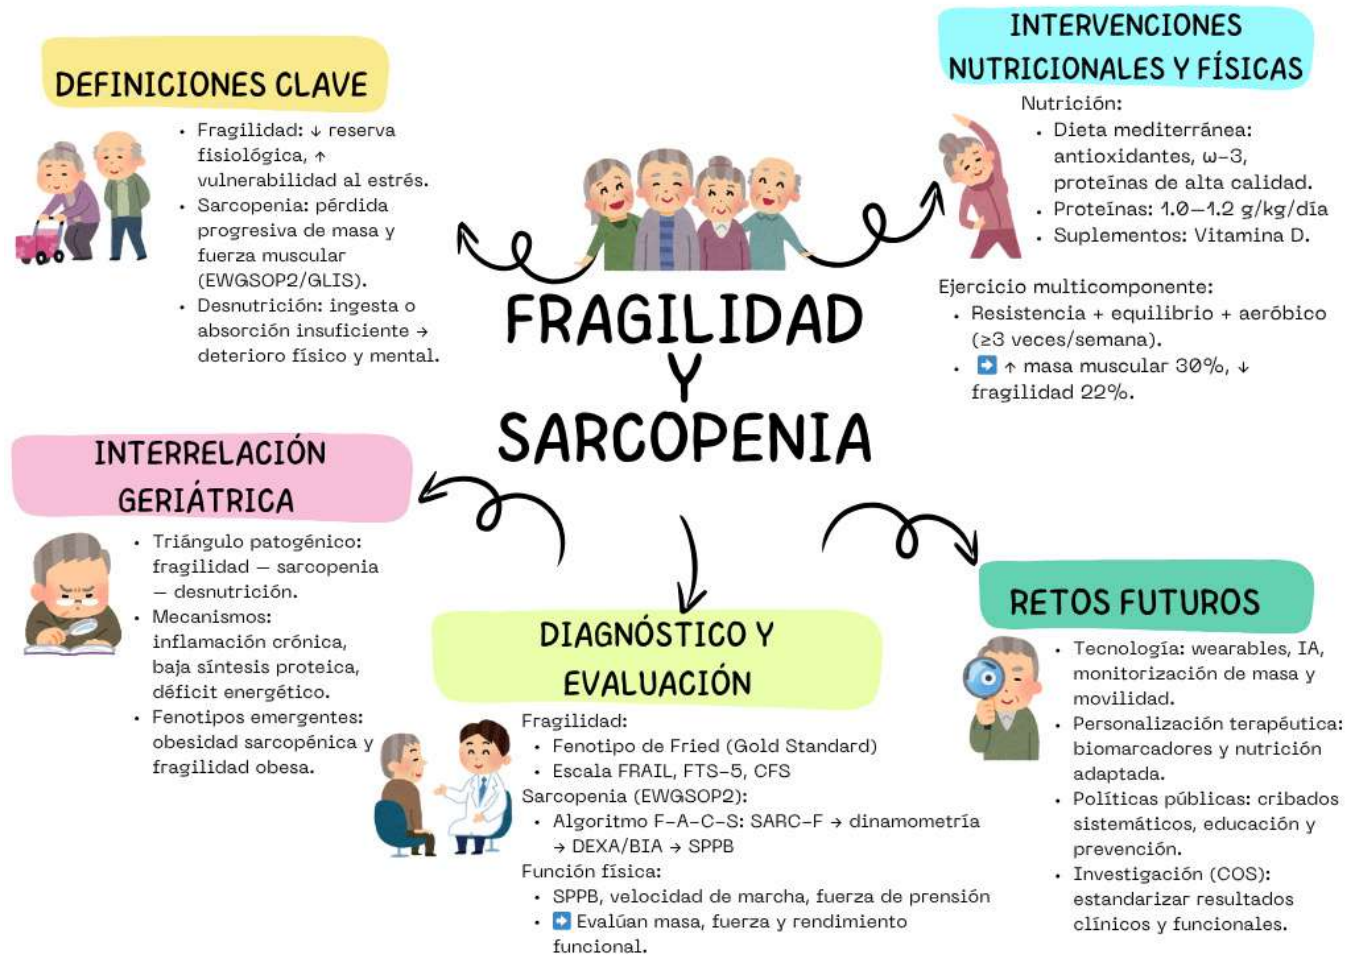 DEFINICIONES CLAVE
• Fragilidad: ↓ reserva
fisiológica, ↑
vulnerabilidad al estrés.
• Sarcopenia: pérdida
progresiva de masa y
fuerza muscular
(EWGSOP2/GLIS).
• Desnutrición: ingesta o
absorción insuficiente →
deterioro físico y mental.
INTERVENCIONES
NUTRICIONALES Y FÍSICAS
Nutrición:
• Dieta mediterránea:
antioxidantes, ω-3,
proteínas de alta calidad.
• Proteínas: 1.0–1.2 g/kg/día
• Suplementos: Vitamina D.
Ejercicio multicomponente:
• Resistencia + equilibrio + aeróbico
(≥3 veces/semana).
• ➡ ↑ masa muscular 30%, ↓
fragilidad 22%.
FRAGILIDAD
Y
SARCOPENIA
INTERRELACIÓN
GERIÁTRICA
• Triángulo patogénico:
fragilidad – sarcopenia
– desnutrición.
• Mecanismos:
inflamación crónica,
baja síntesis proteica,
déficit energético.
• Fenotipos emergentes:
obesidad sarcopénica y
fragilidad obesa.
DIAGNÓSTICO Y
EVALUACIÓN
Fragilidad:
• Fenotipo de Fried (Gold Standard)
• Escala FRAIL, FTS-5, CFS
Sarcopenia (EWGSOP2):
• Algoritmo F-A-C-S: SARC-F → dinamometría
→ DEXA/BIA → SPPB
Función física:
• SPPB, velocidad de marcha, fuerza de prensión
• ➡ Evalúan masa, fuerza y rendimiento
funcional.
RETOS FUTUROS
• Tecnología: wearables, IA,
monitorización de masa y
movilidad.
• Personalización terapéutica:
biomarcadores y nutrición
adaptada.
• Políticas públicas: cribados
sistemáticos, educación y
prevención.
• Investigación (COS):
estandarizar resultados
clínicos y funcionales.